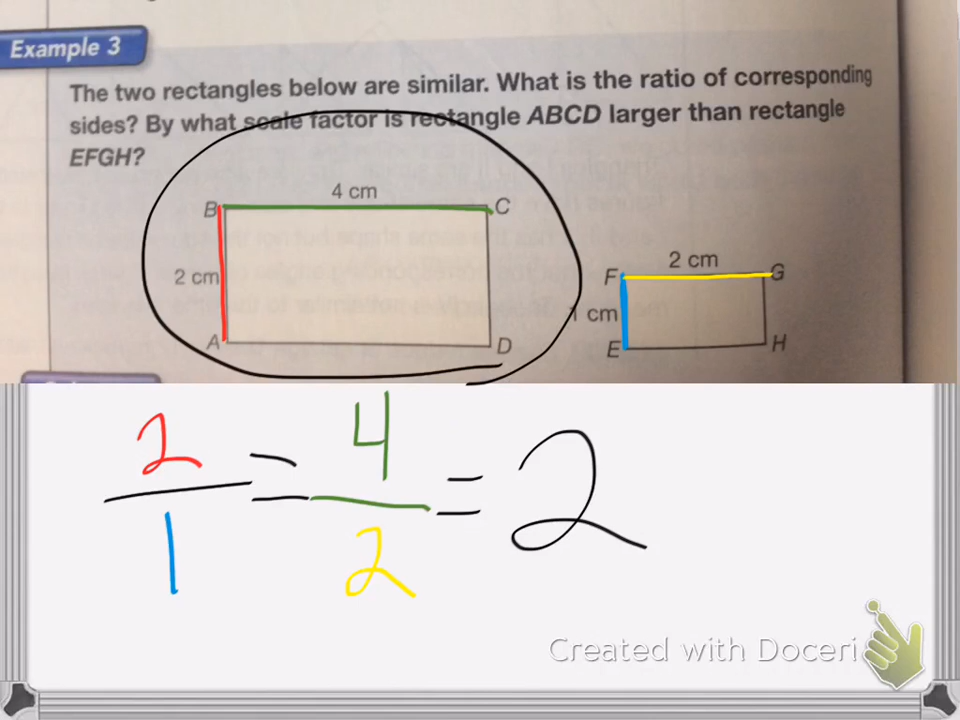 Example 3
The two rectangles below are similar. What is the ratio of corresponding
sides? By what scale factor is rectangle ABCD larger than rectangle
EFGH?
4 cm
B C
2 cm
A D
2 cm
F G
1 cm
E H
2/1 = 4/2 = 2
Created with Doceri